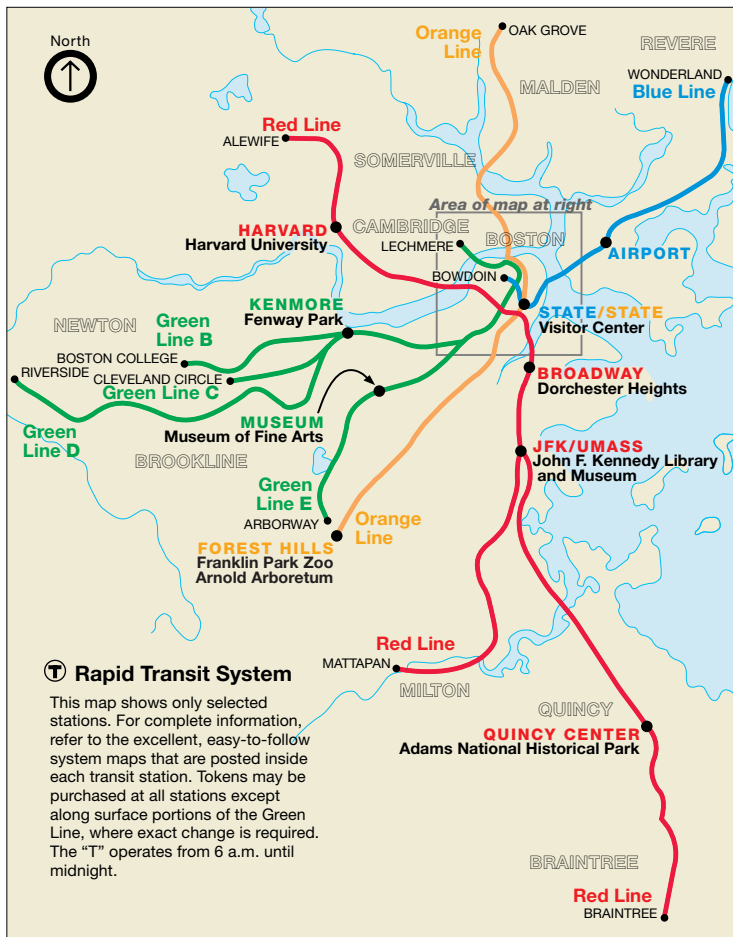 North
Orange
Line
OAK GROVE
REVERE
WONDERLAND
Blue Line
MALDEN
Red Line
ALEWIFE
SOMERVILLE
Area of map at right
HARVARD
Harvard University
CAMBRIDGE
LECHMERE
BOSTON
AIRPORT
BOWDOIN
KENMORE
Fenway Park
STATE/STATE
Visitor Center
NEWTON
Green
Line B
BOSTON COLLEGE
RIVERSIDE
CLEVELAND CIRCLE
Green Line C
BROADWAY
Dorchester Heights
MUSEUM
Museum of Fine Arts
Green
Line D
BROOKLINE
JFK/UMASS
John F. Kennedy Library
and Museum
Green
Line E
ARBORWAY
Orange
Line
FOREST HILLS
Franklin Park Zoo
Arnold Arboretum
Red Line
MATTAPAN
MILTON
T Rapid Transit System
This map shows only selected
stations. For complete information,
refer to the excellent, easy-to-follow
system maps that are posted inside
each transit station. Tokens may be
purchased at all stations except
along surface portions of the Green
Line, where exact change is required.
The “T” operates from 6 a.m. until
midnight.
QUINCY
QUINCY CENTER
Adams National Historical Park
BRAINTREE
Red Line
BRAINTREE